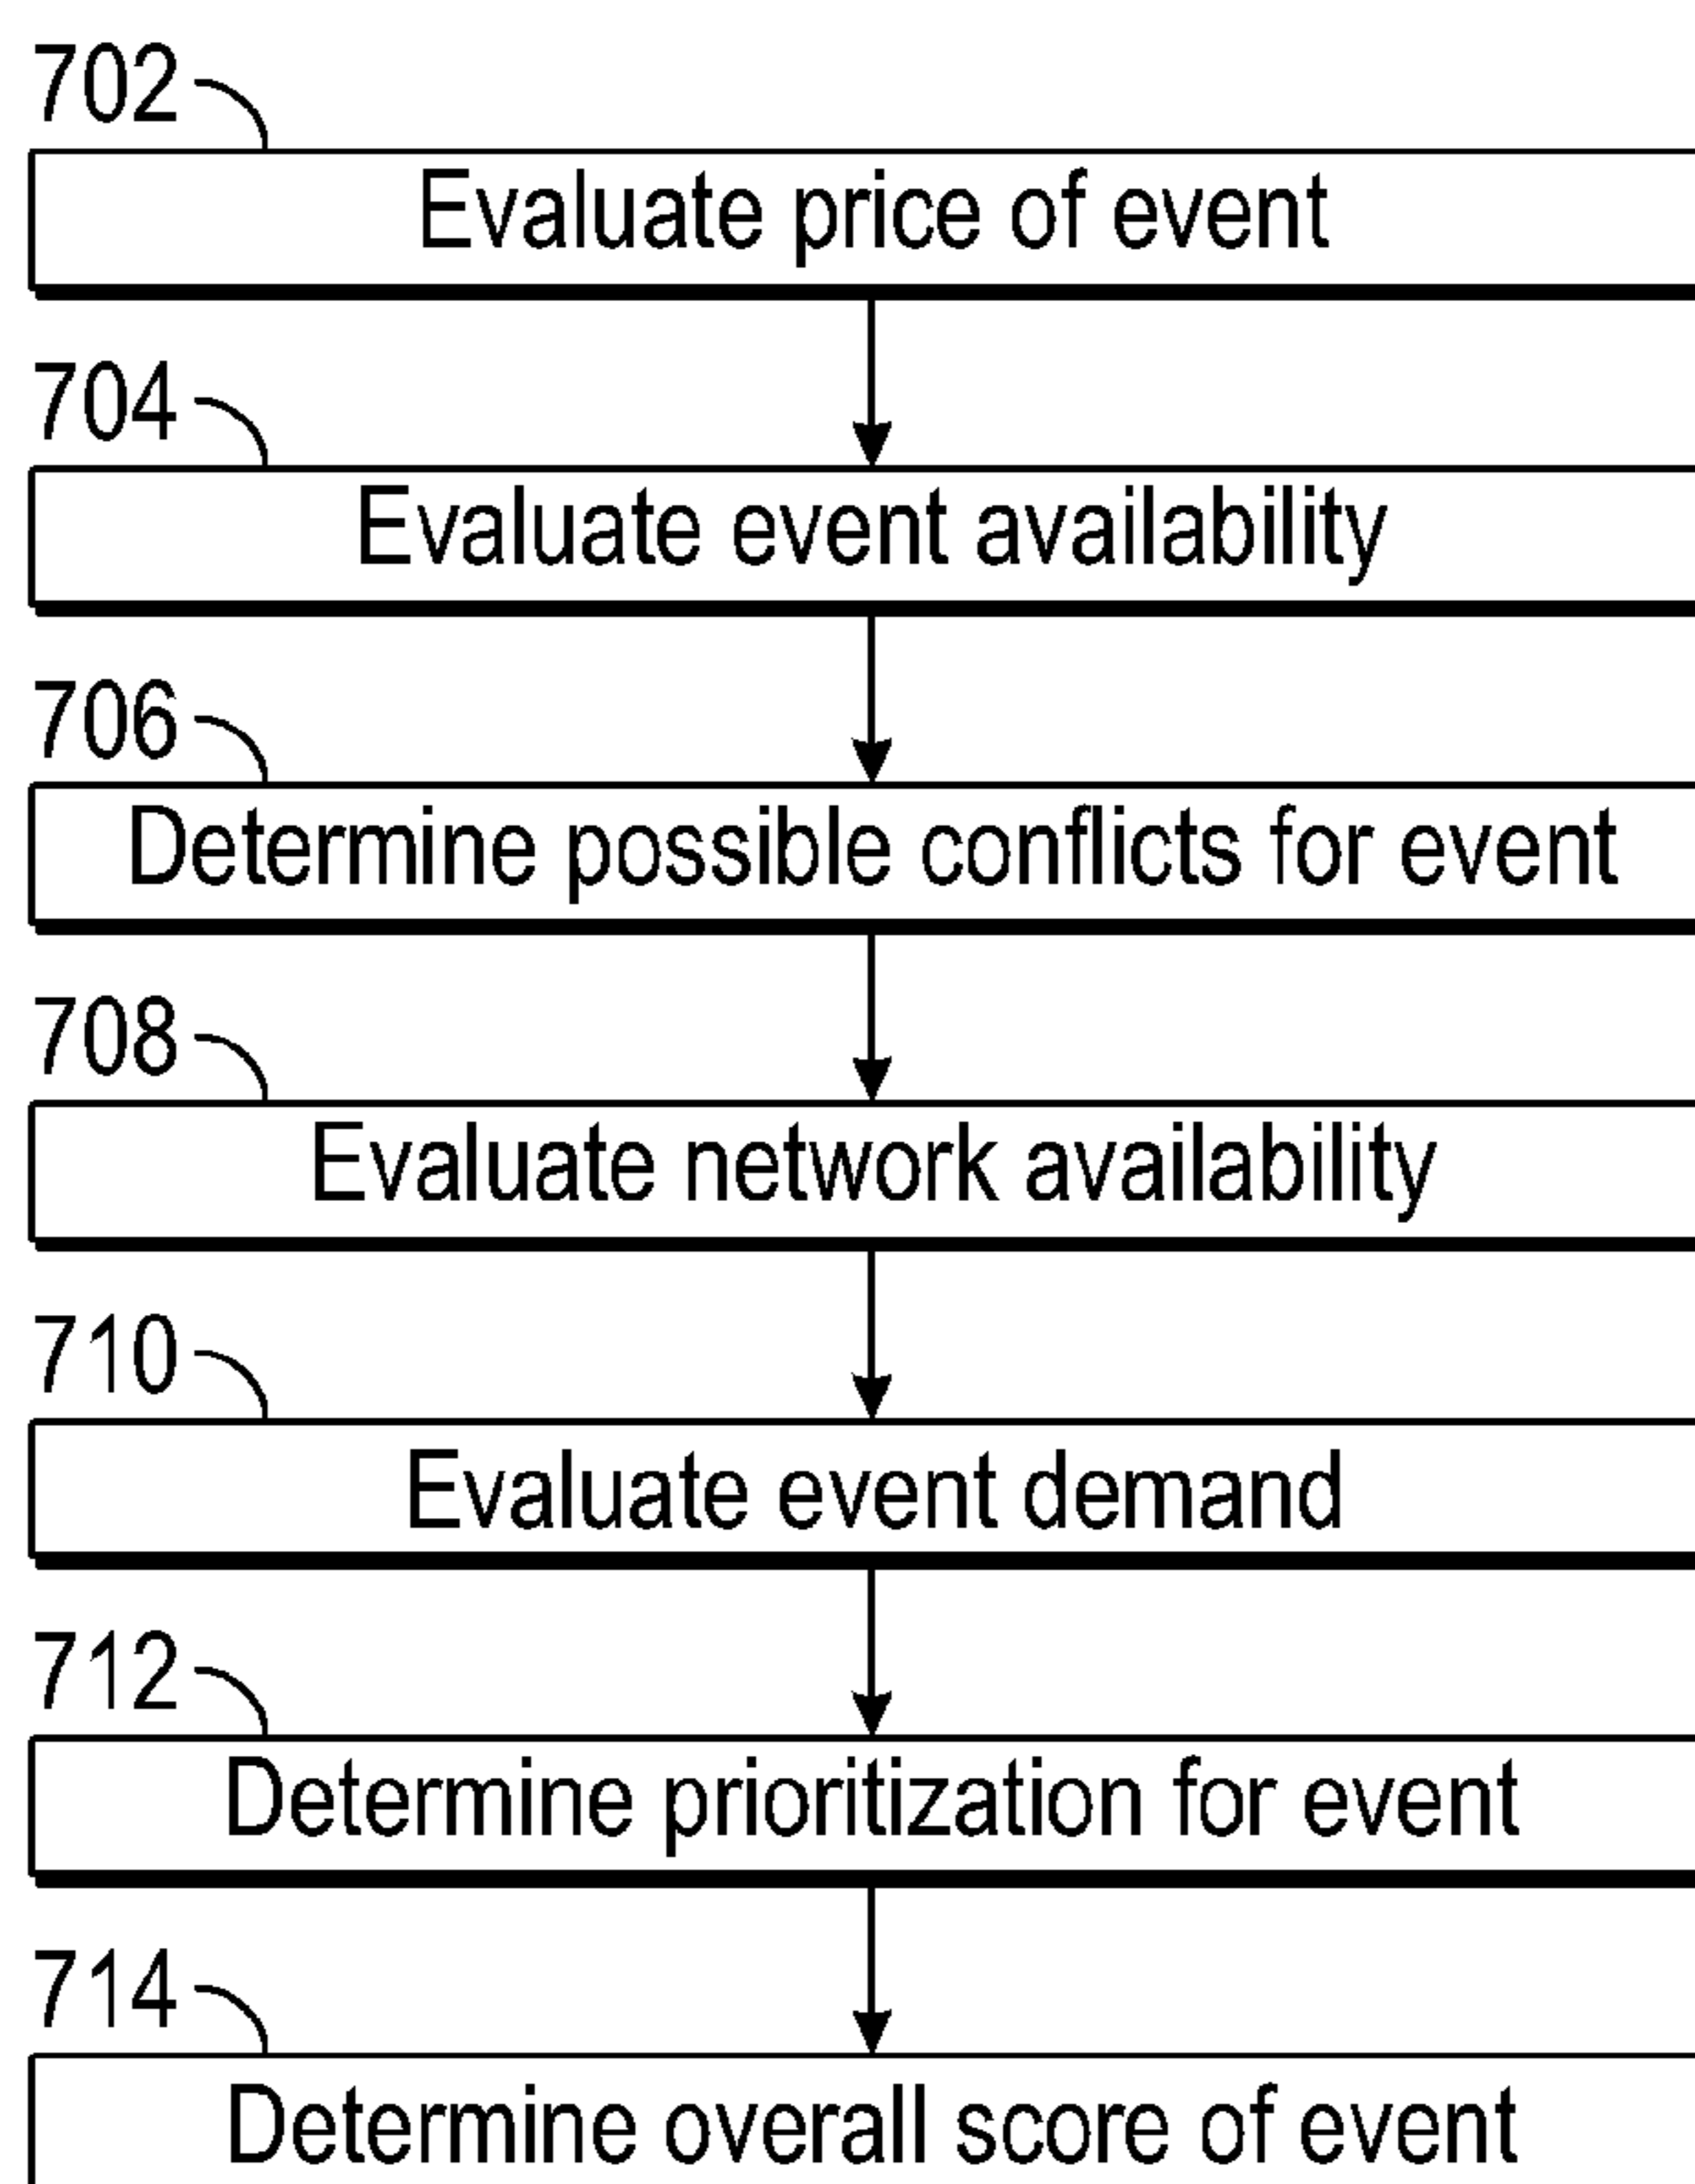 702
Evaluate price of event
704
Evaluate event availability
706
Determine possible conflicts for event
708
Evaluate network availability
710
Evaluate event demand
712
Determine prioritization for event
714
Determine overall score of event